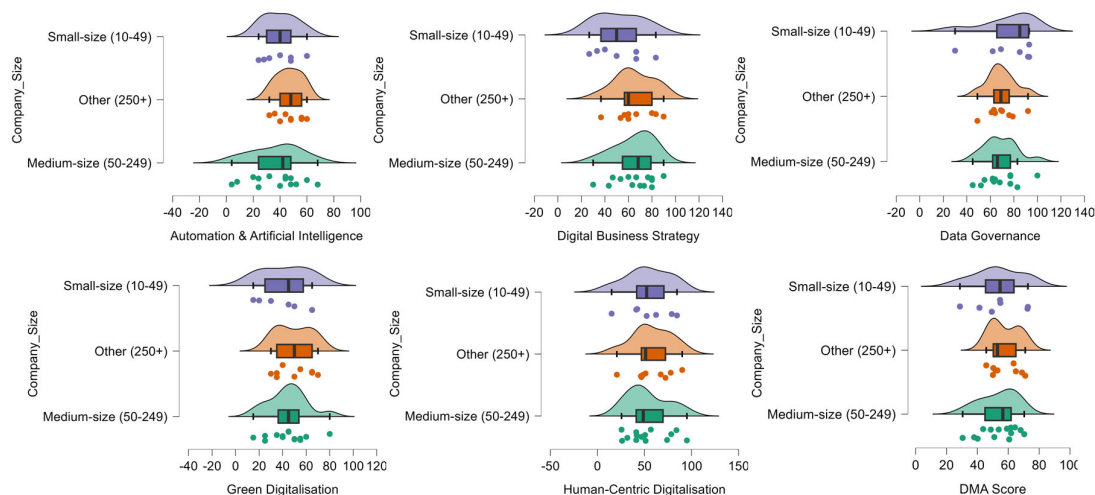 Company_Size
Small-size (10-49)
Other (250+)
Medium-size (50-249)
-40 -20 0 20 40 60 80 100
Automation & Artificial Intelligence
Company_Size
Small-size (10-49)
Other (250+)
Medium-size (50-249)
-20 0 20 40 60 80 100 120
Digital Business Strategy
Company_Size
Small-size (10-49)
Other (250+)
Medium-size (50-249)
-20 0 20 40 60 80 100 120 140
Data Governance
Company_Size
Small-size (10-49)
Other (250+)
Medium-size (50-249)
-40 -20 0 20 40 60 80 100 120
Green Digitalisation
Company_Size
Small-size (10-49)
Other (250+)
Medium-size (50-249)
-50 0 50 100 150
Human-Centric Digitalisation
Company_Size
Small-size (10-49)
Other (250+)
Medium-size (50-249)
0 20 40 60 80 100
DMA Score